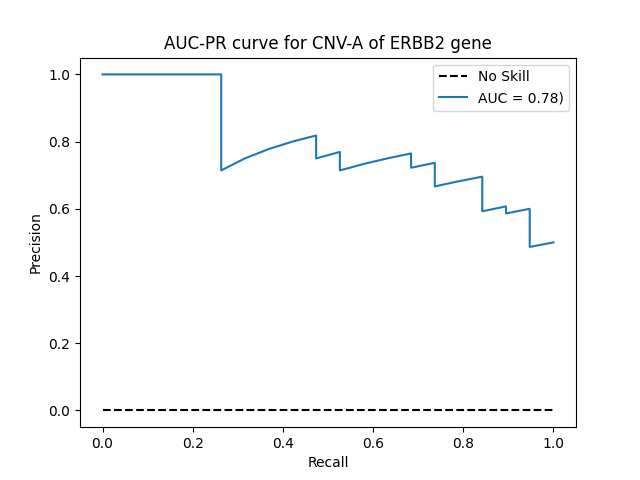 AUC-PR curve for CNV-A of ERBB2 gene
No Skill
AUC = 0.78)
1.0
0.8
0.6
0.4
0.2
0.0
Precision
0.0 0.2 0.4 0.6 0.8 1.0
Recall